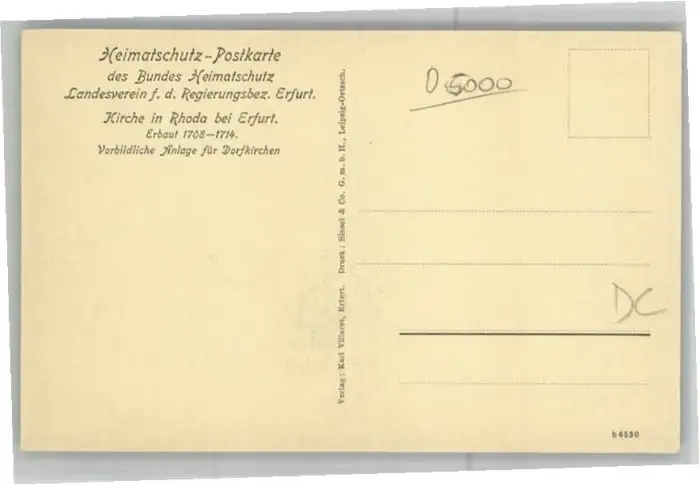 Heimatschutz-Postkarte
des Bundes Heimatschutz
Landesverein f. d. Regierungsbez. Erfurt.
Kirche in Rhoda bei Erfurt.
Erbaut 1708—1714.
Vorbildliche Anlage für Dorfkirchen
Verlag: Karl Villaret, Erfurt. Druck: Sinsel & Co. G. m. b. H., Leipzig-Oetzsch.
D 5000
DC
b 6530